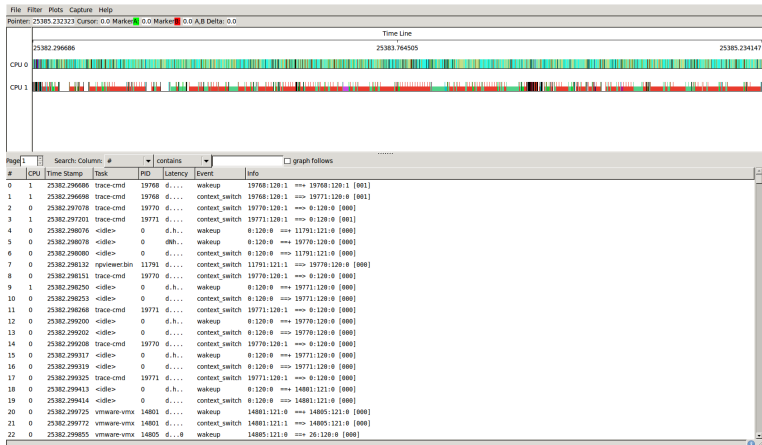 File Filter Plots Capture Help
Pointer: 25385.232323 Cursor: 0.0 Marker A: 0.0 Marker B: 0.0 A,B Delta: 0.0
Time Line
25382.296686 25383.764505 25385.234147
CPU 0
CPU 1
Page 1 Search: Column: # contains graph follows
# CPU Time Stamp Task PID Latency Event Info
0 1 25382.296686 trace-cmd 19768 d.... wakeup 19768:120:1 ==+ 19768:120:1 [001]
1 1 25382.296698 trace-cmd 19768 d.... context_switch 19768:120:1 ==> 19771:120:0 [001]
2 0 25382.297078 trace-cmd 19770 d.... context_switch 19770:120:1 ==> 0:120:0 [000]
3 1 25382.297201 trace-cmd 19771 d.... context_switch 19771:120:1 ==> 0:120:0 [001]
4 0 25382.298076 <idle> 0 d.h.. wakeup 0:120:0 ==+ 11791:121:0 [000]
5 0 25382.298078 <idle> 0 dNh.. wakeup 0:120:0 ==+ 19770:120:0 [000]
6 0 25382.298080 <idle> 0 d.... context_switch 0:120:0 ==> 11791:121:0 [000]
7 0 25382.298132 npviewer.bin 11791 d.... context_switch 11791:121:1 ==> 19770:120:0 [000]
8 0 25382.298151 trace-cmd 19770 d.... context_switch 19770:120:1 ==> 0:120:0 [000]
9 1 25382.298250 <idle> 0 d.h.. wakeup 0:120:0 ==+ 19771:120:0 [000]
10 0 25382.298253 <idle> 0 d.... context_switch 0:120:0 ==> 19771:120:0 [000]
11 0 25382.298268 trace-cmd 19771 d.... context_switch 19771:120:1 ==> 0:120:0 [000]
12 0 25382.299200 <idle> 0 d.h.. wakeup 0:120:0 ==+ 19770:120:0 [000]
13 0 25382.299202 <idle> 0 d.... context_switch 0:120:0 ==> 19770:120:0 [000]
14 0 25382.299208 trace-cmd 19770 d.... context_switch 19770:120:1 ==> 0:120:0 [000]
15 0 25382.299317 <idle> 0 d.h.. wakeup 0:120:0 ==+ 19771:120:0 [000]
16 0 25382.299319 <idle> 0 d.... context_switch 0:120:0 ==> 19771:120:0 [000]
17 0 25382.299325 trace-cmd 19771 d.... context_switch 19771:120:1 ==> 0:120:0 [000]
18 0 25382.299413 <idle> 0 d.h.. wakeup 0:120:0 ==+ 14801:121:0 [000]
19 0 25382.299414 <idle> 0 d.... context_switch 0:120:0 ==> 14801:121:0 [000]
20 0 25382.299725 vmware-vmx 14801 d.... wakeup 14801:121:0 ==+ 14805:121:0 [000]
21 0 25382.299772 vmware-vmx 14801 d.... context_switch 14801:121:1 ==> 14805:121:0 [000]
22 0 25382.299855 vmware-vmx 14805 d...0 wakeup 14805:121:0 ==+ 26:120:0 [000]